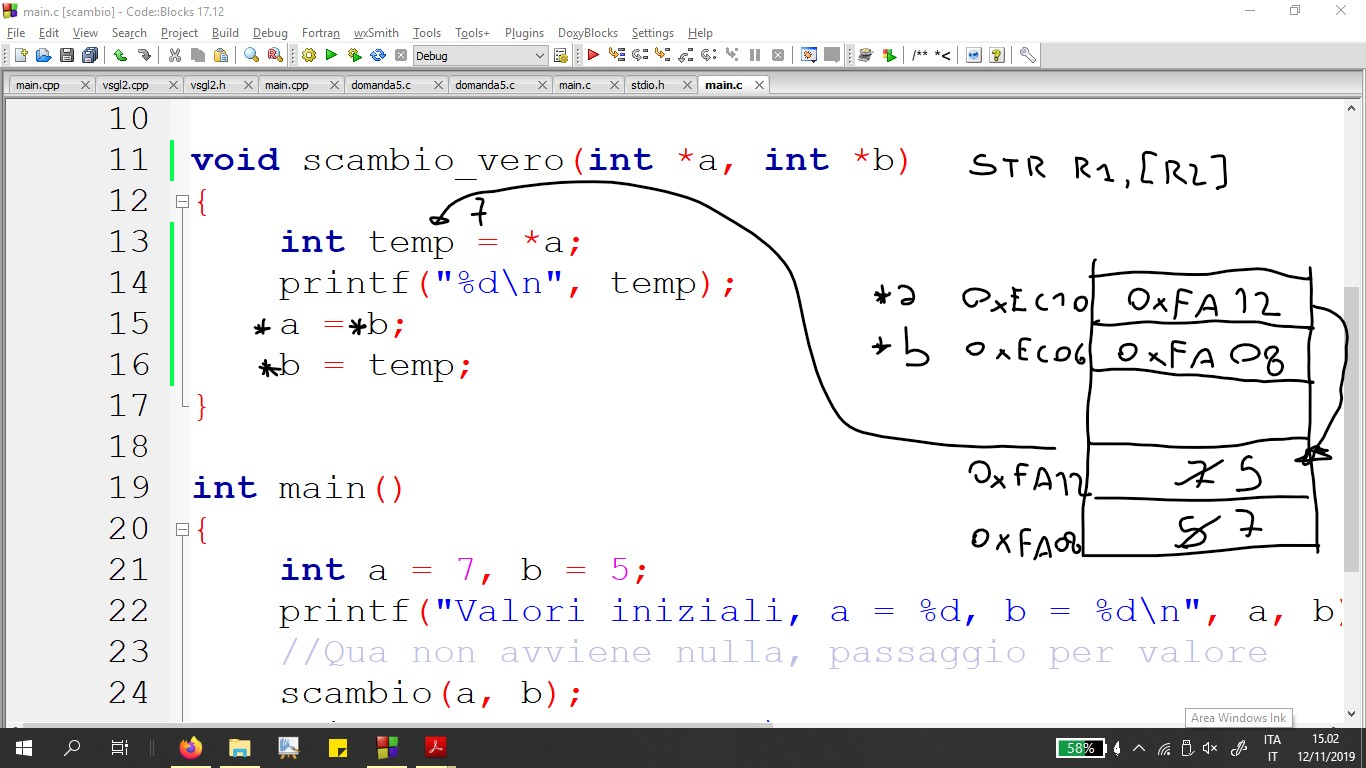 main.c [scambio] - Code::Blocks 17.12
File Edit View Search Project Build Debug Fortran wxSmith Tools Tools+ Plugins DoxyBlocks Settings Help
Debug /** *<
main.cpp vsgl2.cpp vsgl2.h main.cpp domanda5.c domanda5.c main.c stdio.h main.c
10
11 void scambio_vero(int *a, int *b) STR R1,[R2]
12 {
7
13 int temp = *a;
14 printf("%d\n", temp);
*a 0xEC10 0xFA12
15 *a =*b;
*b 0xEC06 0xFA08
16 *b = temp;
17 }
18
0xFA12 7 5
19 int main()
20 {
0xFA08 5 7
21 int a = 7, b = 5;
22 printf("Valori iniziali, a = %d, b = %d\n", a, b)
23 //Qua non avviene nulla, passaggio per valore
24 scambio(a, b);
Area Windows Ink
58% ITA 15.02
IT 12/11/2019